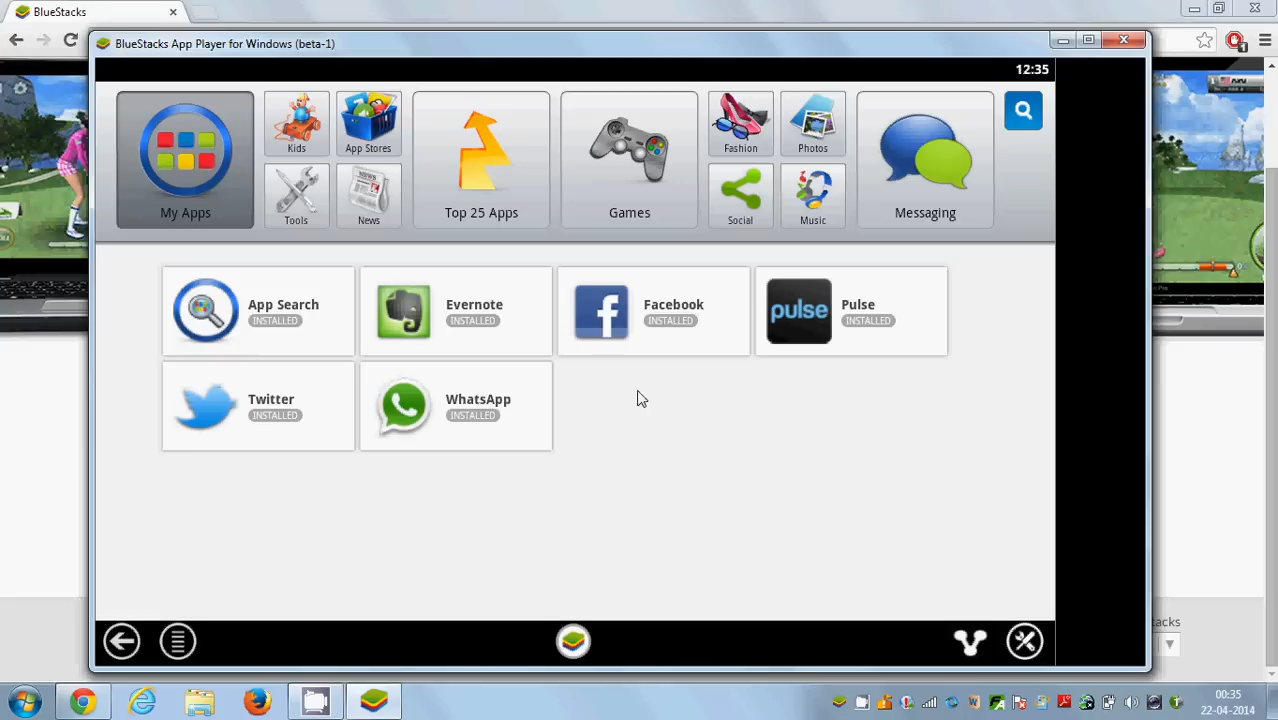 BlueStacks
BlueStacks App Player for Windows (beta-1)
12:35
My Apps
Kids
App Stores
Tools
NEWS
News
Top 25 Apps
Games
Fashion
Photos
Social
Music
Messaging
App Search
INSTALLED
Evernote
INSTALLED
Facebook
INSTALLED
pulse
Pulse
INSTALLED
Twitter
INSTALLED
WhatsApp
INSTALLED
tacks
00:35
22-04-2014